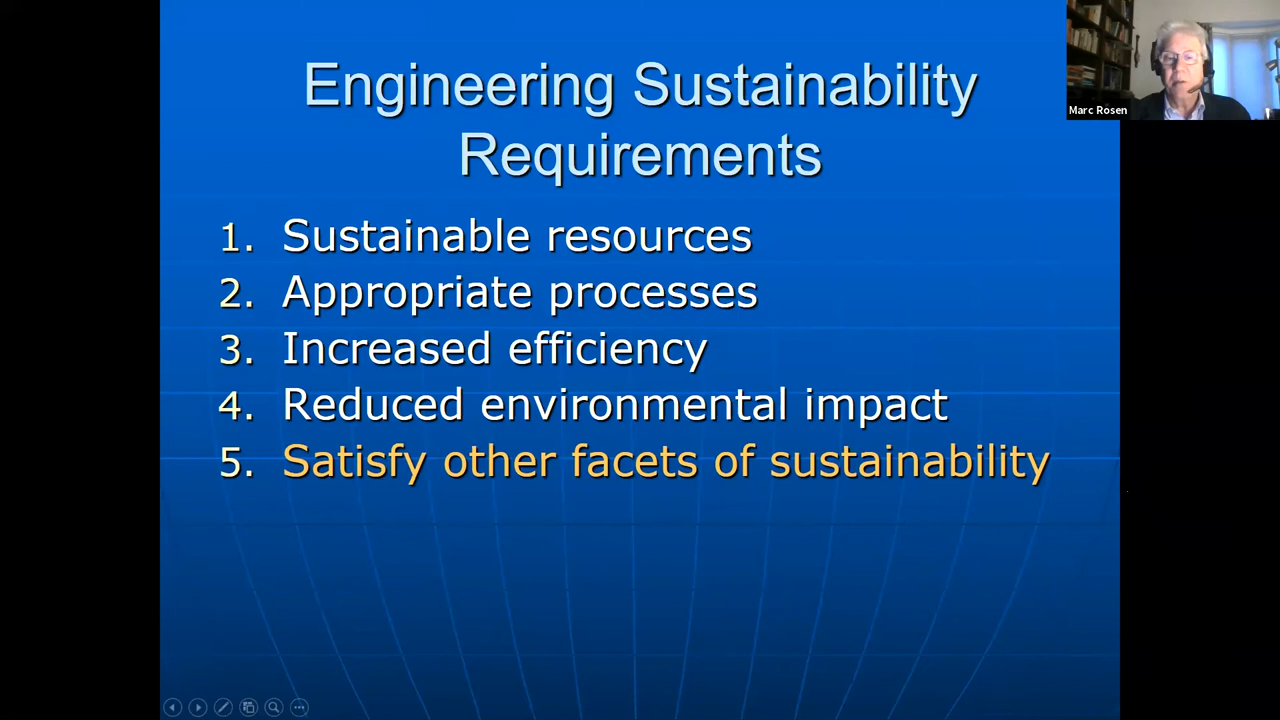 Engineering Sustainability
Requirements
1. Sustainable resources
2. Appropriate processes
3. Increased efficiency
4. Reduced environmental impact
5. Satisfy other facets of sustainability
Marc Rosen